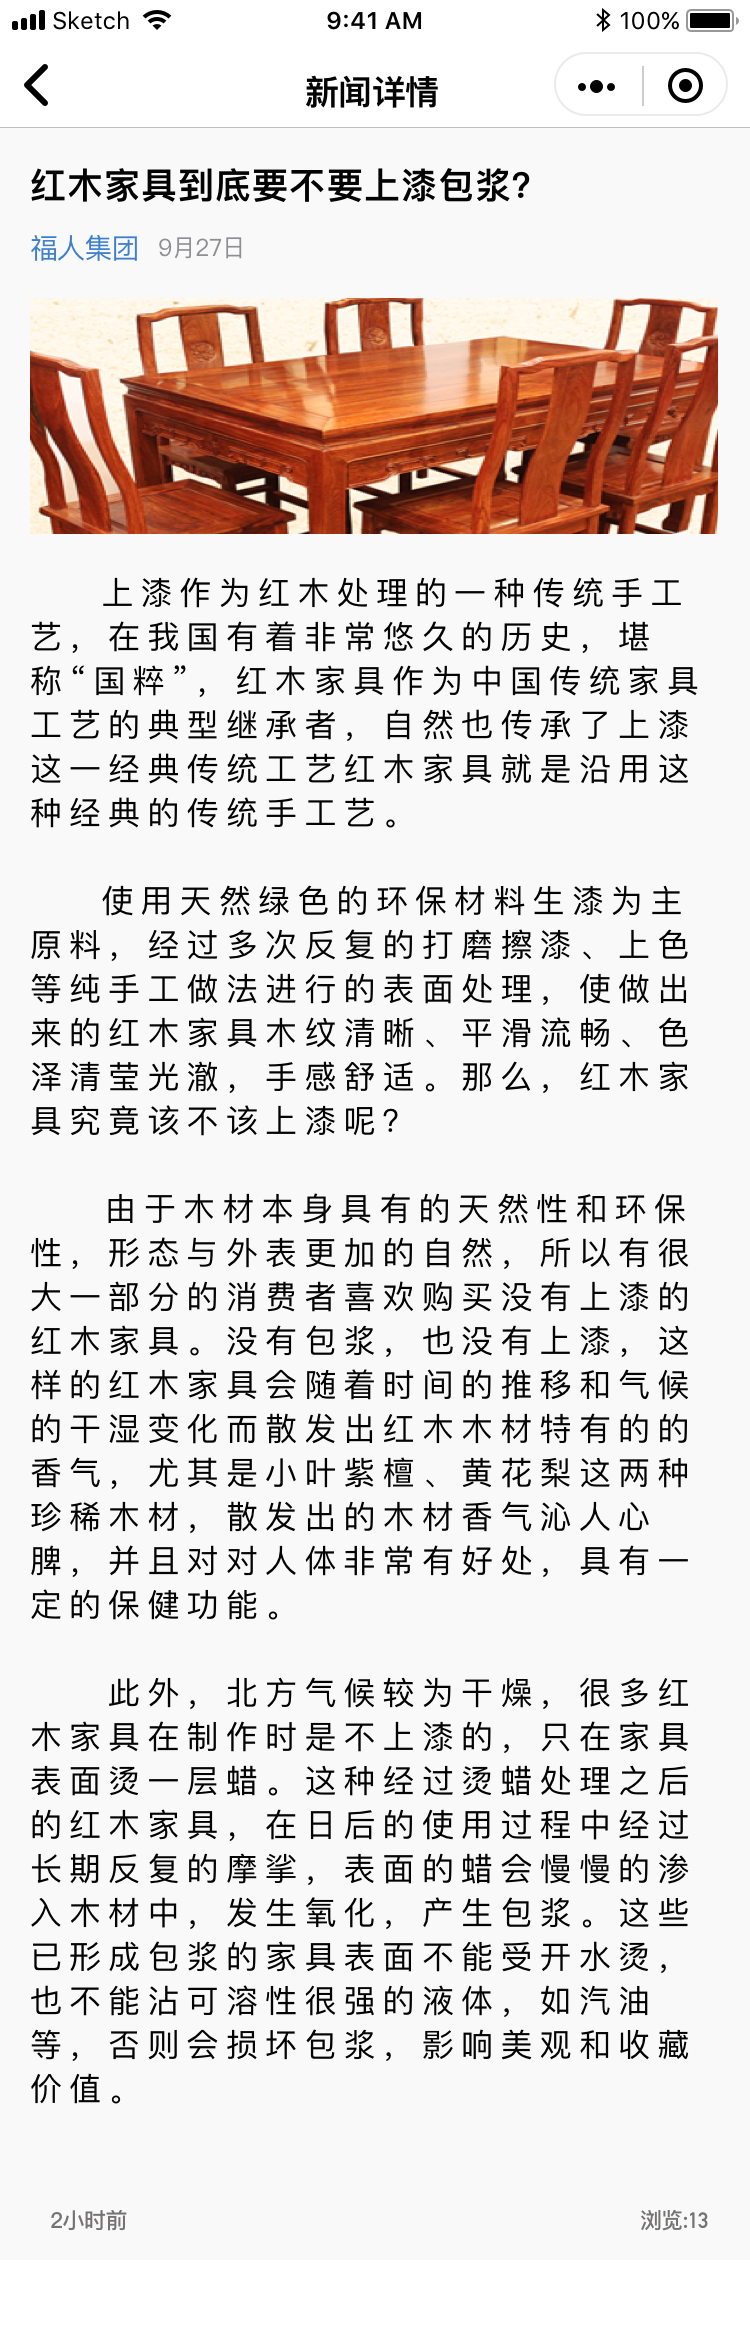 Sketch 9:41 AM 100%
新闻详情
红木家具到底要不要上漆包浆?
福人集团 9月27日
上漆作为红木处理的一种传统手工
艺，在我国有着非常悠久的历史，堪
称“国粹”，红木家具作为中国传统家具
工艺的典型继承者，自然也传承了上漆
这一经典传统工艺红木家具就是沿用这
种经典的传统手工艺。
使用天然绿色的环保材料生漆为主
原料，经过多次反复的打磨擦漆、上色
等纯手工做法进行的表面处理，使做出
来的红木家具木纹清晰、平滑流畅、色
泽清莹光澈，手感舒适。那么，红木家
具究竟该不该上漆呢?
由于木材本身具有的天然性和环保
性，形态与外表更加的自然，所以有很
大一部分的消费者喜欢购买没有上漆的
红木家具。没有包浆，也没有上漆，这
样的红木家具会随着时间的推移和气候
的干湿变化而散发出红木木材特有的的
香气，尤其是小叶紫檀、黄花梨这两种
珍稀木材，散发出的木材香气沁人心
脾，并且对对人体非常有好处，具有一
定的保健功能。
此外，北方气候较为干燥，很多红
木家具在制作时是不上漆的，只在家具
表面烫一层蜡。这种经过烫蜡处理之后
的红木家具，在日后的使用过程中经过
长期反复的摩挲，表面的蜡会慢慢的渗
入木材中，发生氧化，产生包浆。这些
已形成包浆的家具表面不能受开水烫，
也不能沾可溶性很强的液体，如汽油
等，否则会损坏包浆，影响美观和收藏
价值。
2小时前 浏览:13